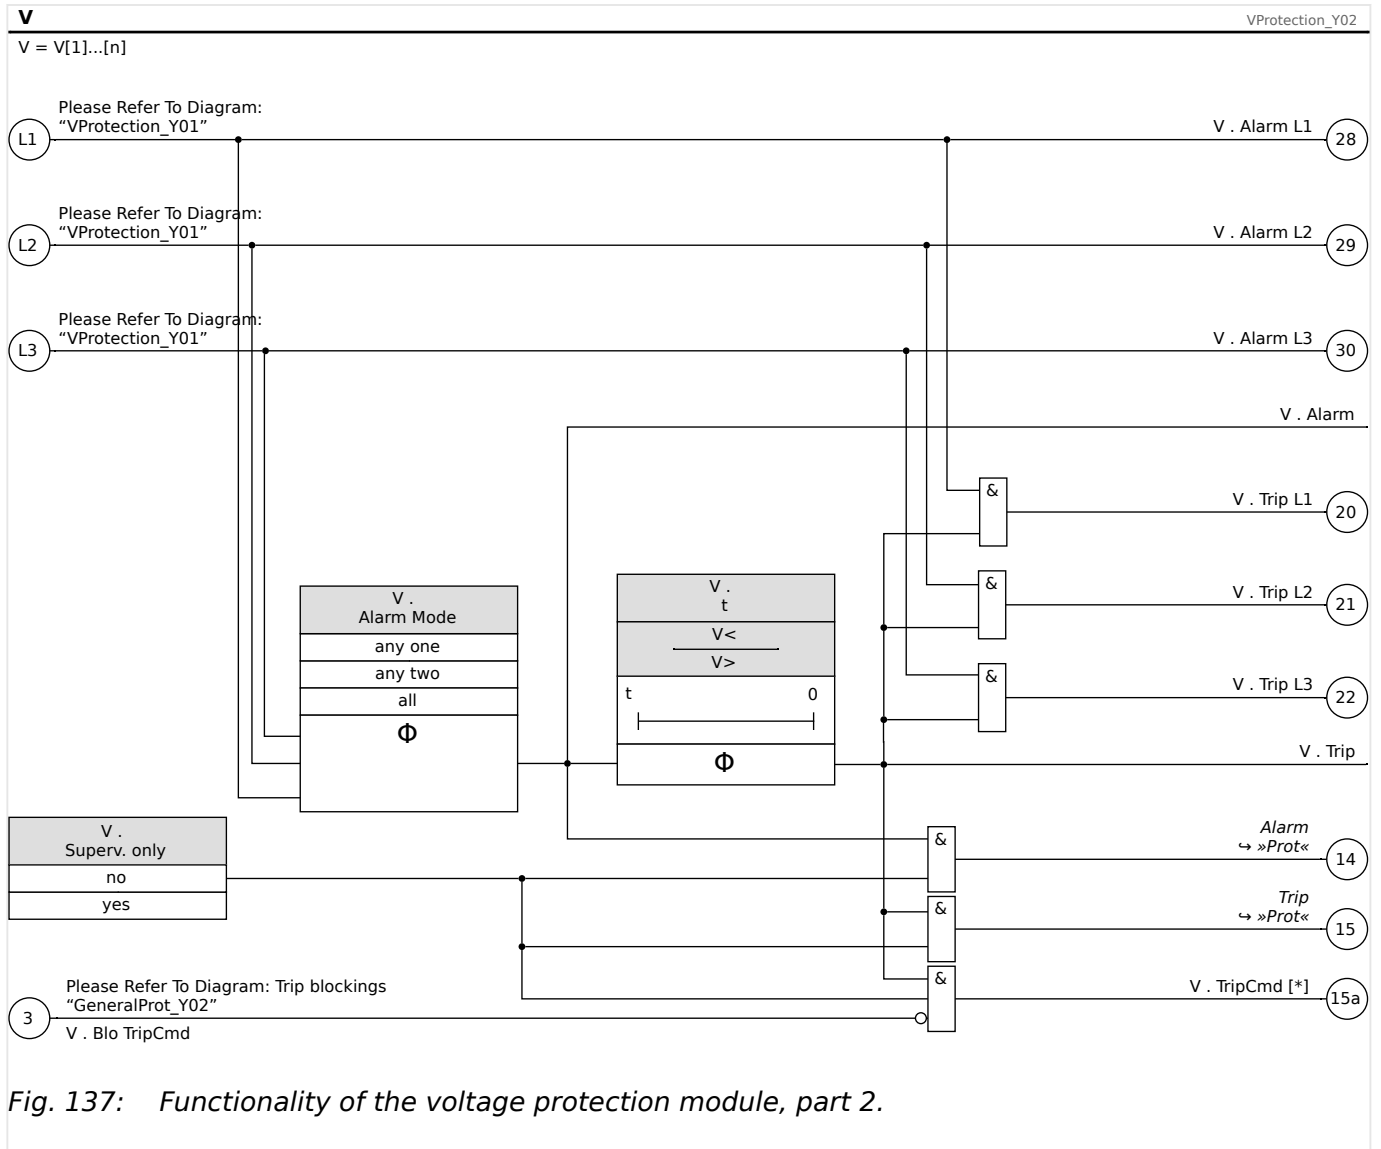 V
VProtection_Y02
V = V[1]...[n]
Please Refer To Diagram:
“VProtection_Y01”
L1
V . Alarm L1
28
Please Refer To Diagram:
“VProtection_Y01”
L2
V . Alarm L2
29
Please Refer To Diagram:
“VProtection_Y01”
L3
V . Alarm L3
30
V . Alarm
&
V . Trip L1
20
&
V . Trip L2
21
&
V . Trip L3
22
V .
Alarm Mode
any one
any two
all
Φ
V .
t
V<
V>
t 0
Φ
V . Trip
V .
Superv. only
no
yes
&
Alarm
↪ »Prot«
14
&
Trip
↪ »Prot«
15
&
V . TripCmd [*]
15a
Please Refer To Diagram: Trip blockings
“GeneralProt_Y02”
3
V . Blo TripCmd
Fig. 137: Functionality of the voltage protection module, part 2.